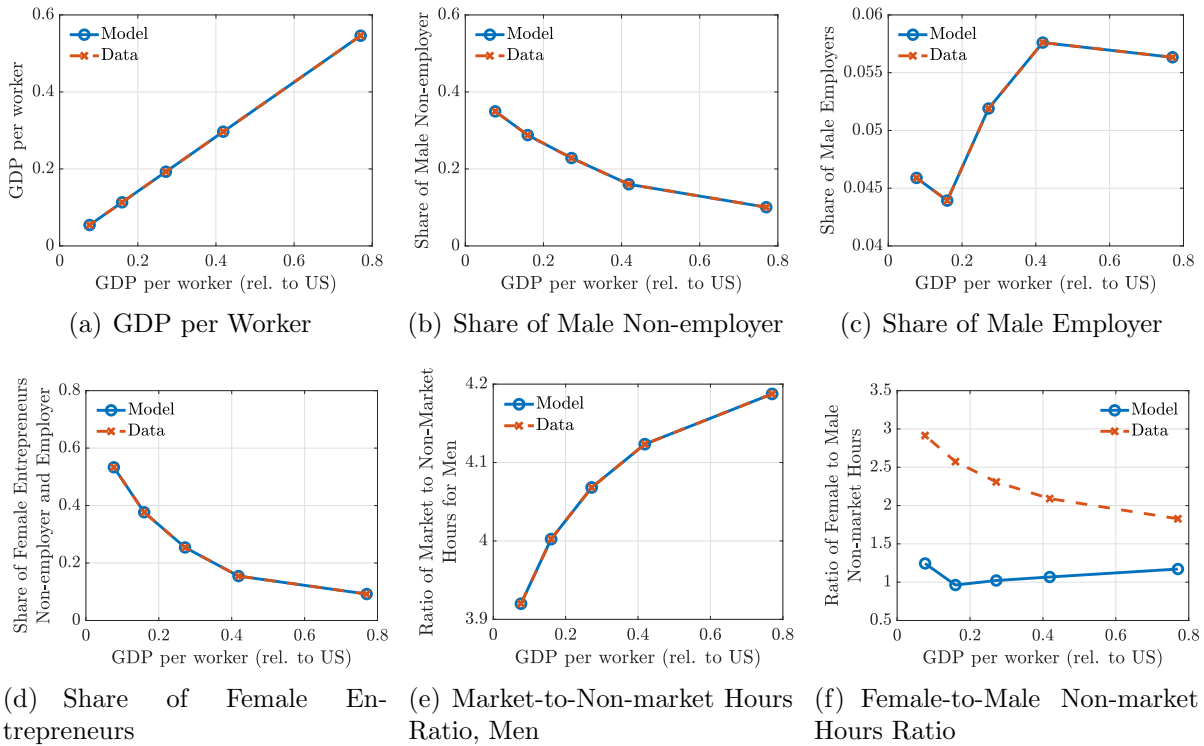 0.6
0.4
0.2
0
GDP per worker
Model
Data
0 0.2 0.4 0.6 0.8
GDP per worker (rel. to US)
(a) GDP per Worker
0.6
0.4
0.2
0
Share of Male Non-employer
Model
Data
0 0.2 0.4 0.6 0.8
GDP per worker (rel. to US)
(b) Share of Male Non-employer
0.06
0.055
0.05
0.045
0.04
Share of Male Employers
Model
Data
0 0.2 0.4 0.6 0.8
GDP per worker (rel. to US)
(c) Share of Male Employer
0.8
0.6
0.4
0.2
0
Share of Female Entrepreneurs
Non-employer and Employer
Model
Data
0 0.2 0.4 0.6 0.8
GDP per worker (rel. to US)
(d) Share of Female En-
trepreneurs
4.2
4.1
4
3.9
Ratio of Market to Non-Market
Hours for Men
Model
Data
0 0.2 0.4 0.6 0.8
GDP per worker (rel. to US)
(e) Market-to-Non-market Hours
Ratio, Men
3.5
3
2.5
2
1.5
1
0.5
Ratio of Female to Male
Non-market Hours
Model
Data
0 0.2 0.4 0.6 0.8
GDP per worker (rel. to US)
(f) Female-to-Male Non-market
Hours Ratio